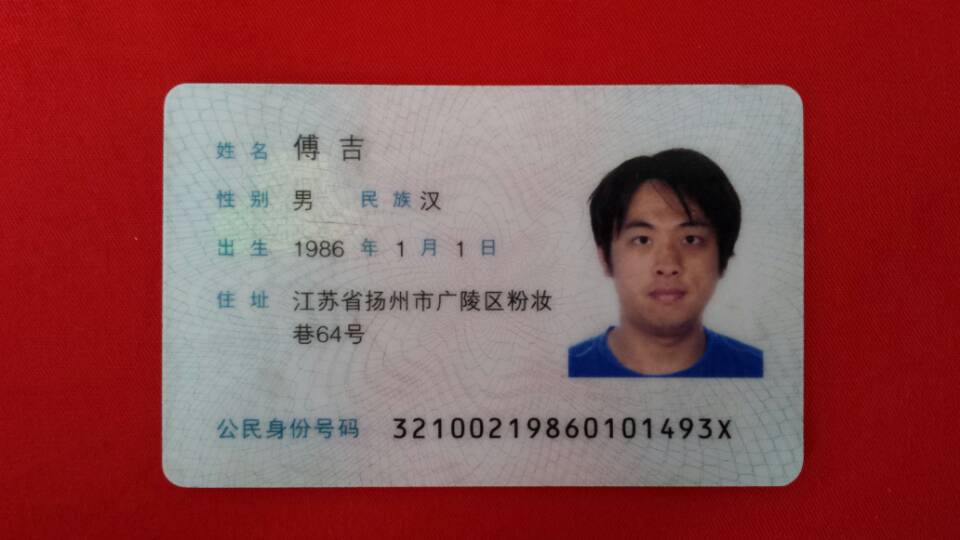 姓名 傅吉
性别 男 民族 汉
出生 1986 年 1 月 1 日
住址 江苏省扬州市广陵区粉妆
巷64号
公民身份号码 32100219860101493X